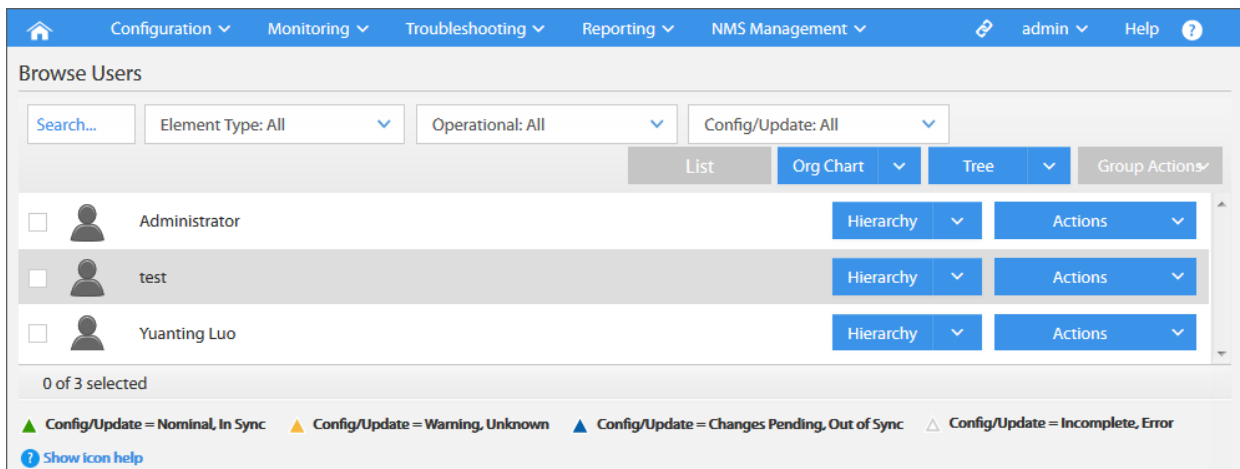 Configuration Monitoring Troubleshooting Reporting NMS Management admin Help ?
Browse Users
Search... Element Type: All Operational: All Config/Update: All
List Org Chart Tree Group Actions
Administrator Hierarchy Actions
test Hierarchy Actions
Yuanting Luo Hierarchy Actions
0 of 3 selected
Config/Update = Nominal, In Sync Config/Update = Warning, Unknown Config/Update = Changes Pending, Out of Sync Config/Update = Incomplete, Error
? Show icon help